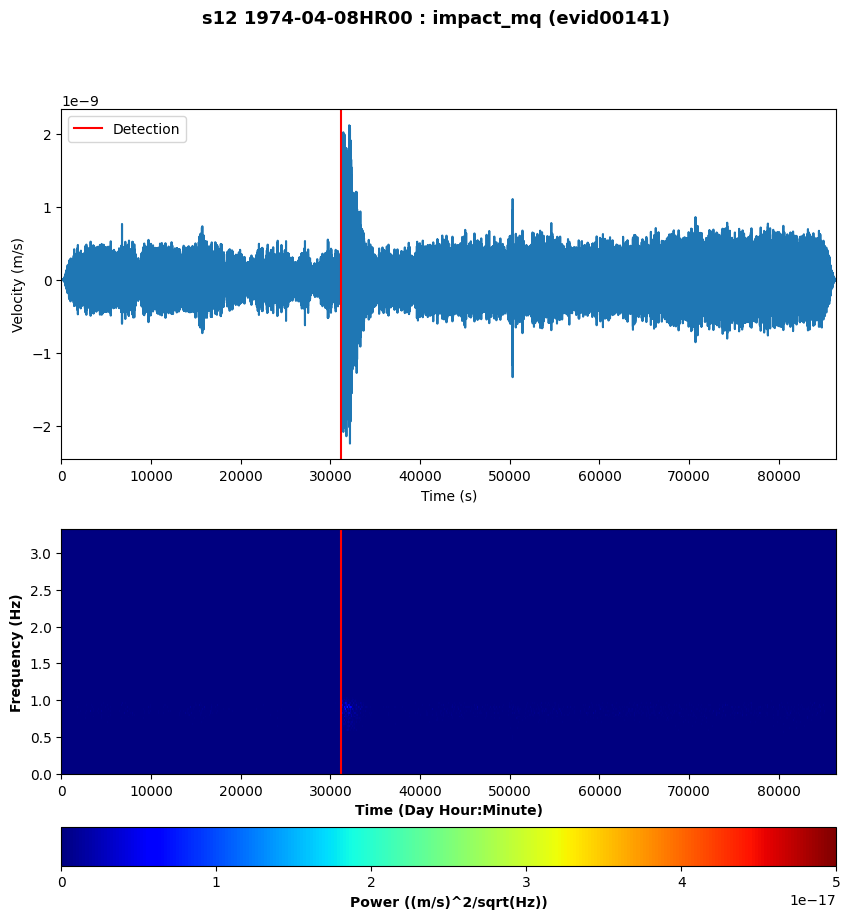 s12 1974-04-08HR00 : impact_mq (evid00141)
1e−9
Detection
2
1
0
−1
−2
Velocity (m/s)
0 10000 20000 30000 40000 50000 60000 70000 80000
Time (s)
3.0
2.5
2.0
1.5
1.0
0.5
0.0
Frequency (Hz)
0 10000 20000 30000 40000 50000 60000 70000 80000
Time (Day Hour:Minute)
0 1 2 3 4 5
1e−17
Power ((m/s)^2/sqrt(Hz))